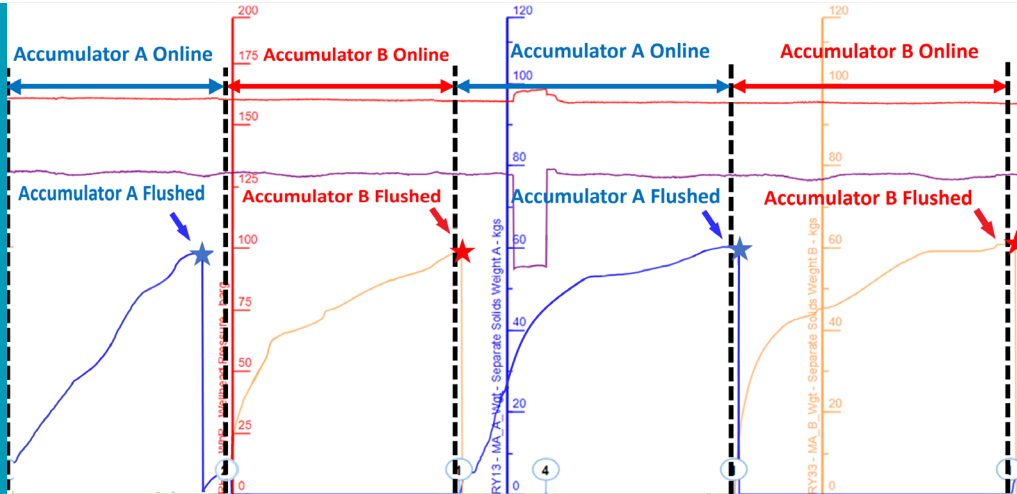 Accumulator A Online
Accumulator B Online
Accumulator A Online
Accumulator B Online
Accumulator A Flushed
Accumulator B Flushed
Accumulator A Flushed
Accumulator B Flushed
200
175
150
125
100
75
50
25
0
Wellhead Pressure -
120
100
80
60
40
20
0
RY13 - MA_A_Wgt - Separate Solids Weight A - kgs
120
100
80
60
40
20
0
RY33 - MA_B_Wgt - Separate Solids Weight B - kgs
4